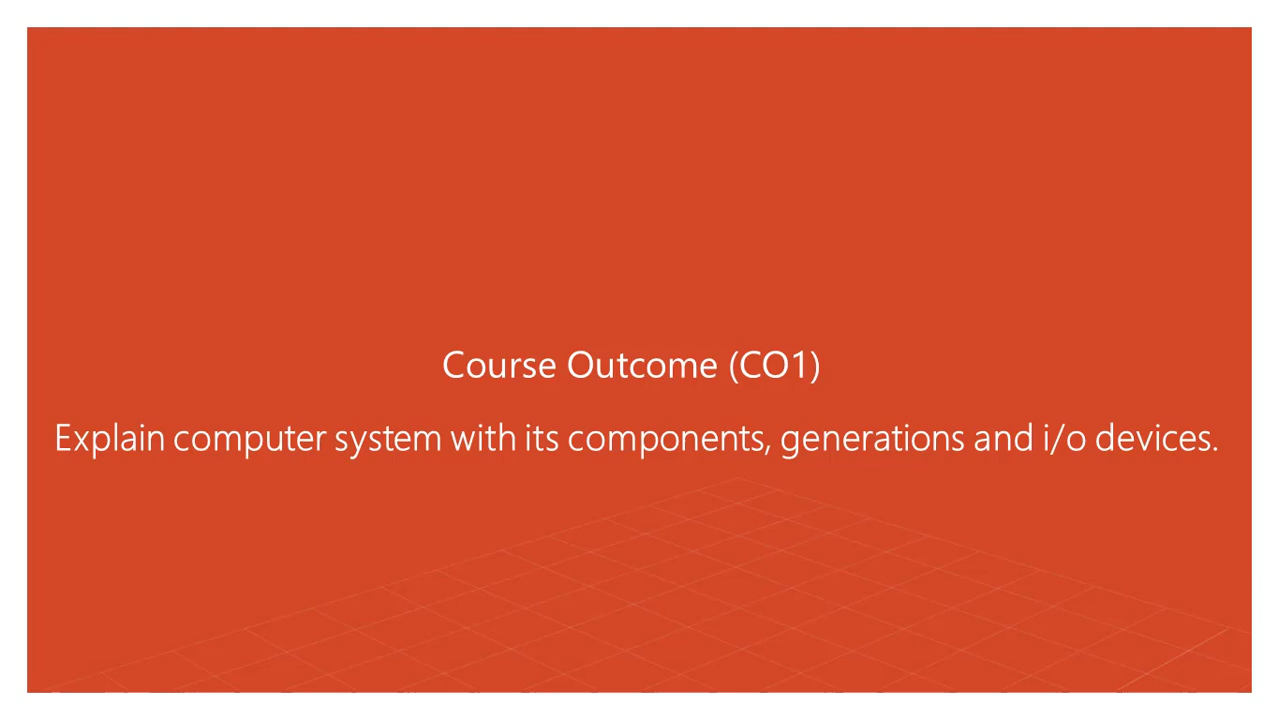 Course Outcome (CO1)
Explain computer system with its components, generations and i/o devices.